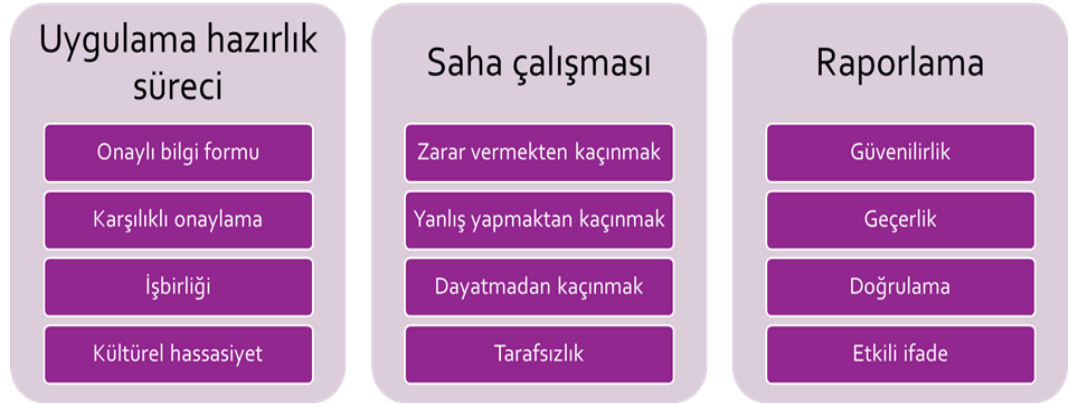 Uygulama hazırlık
süreci
Onaylı bilgi formu
Karşılıklı onaylama
İşbirliği
Kültürel hassasiyet
Saha çalışması
Zarar vermekten kaçınmak
Yanlış yapmaktan kaçınmak
Dayatmadan kaçınmak
Tarafsızlık
Raporlama
Güvenilirlik
Geçerlik
Doğrulama
Etkili ifade